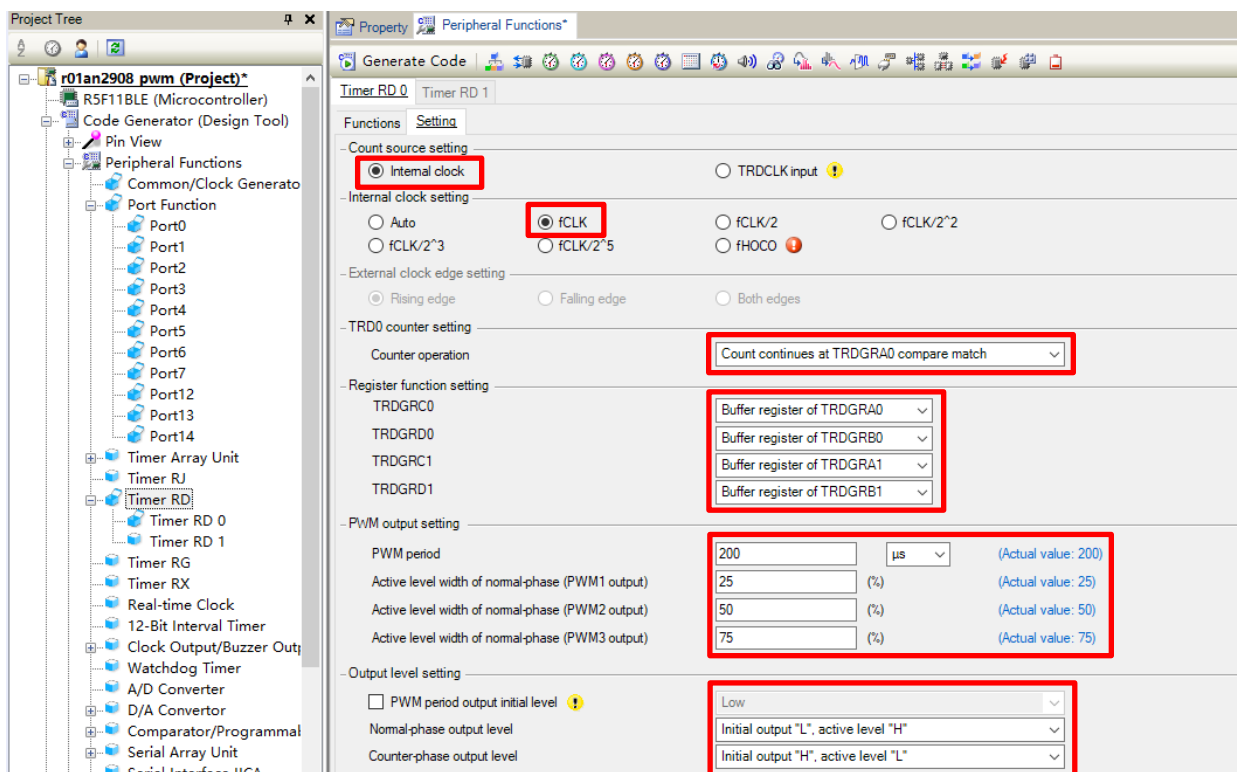 Project Tree
r01an2908 pwm (Project)*
R5F11BLE (Microcontroller)
Code Generator (Design Tool)
Pin View
Peripheral Functions
Common/Clock Generato
Port Function
Port0
Port1
Port2
Port3
Port4
Port5
Port6
Port7
Port12
Port13
Port14
Timer Array Unit
Timer RJ
Timer RD
Timer RD 0
Timer RD 1
Timer RG
Timer RX
Real-time Clock
12-Bit Interval Timer
Clock Output/Buzzer Outp
Watchdog Timer
A/D Converter
D/A Convertor
Comparator/Programmal
Serial Array Unit
Property Peripheral Functions*
Generate Code
Timer RD 0 Timer RD 1
Functions Setting
Count source setting
Internal clock TRDCLK input
Internal clock setting
Auto fCLK fCLK/2 fCLK/2^2
fCLK/2^3 fCLK/2^5 fHOCO
External clock edge setting
Rising edge Falling edge Both edges
TRD0 counter setting
Counter operation Count continues at TRDGRA0 compare match
Register function setting
TRDGRC0 Buffer register of TRDGRA0
TRDGRD0 Buffer register of TRDGRB0
TRDGRC1 Buffer register of TRDGRA1
TRDGRD1 Buffer register of TRDGRB1
PWM output setting
PWM period 200 µs (Actual value: 200)
Active level width of normal-phase (PWM1 output) 25 (%) (Actual value: 25)
Active level width of normal-phase (PWM2 output) 50 (%) (Actual value: 50)
Active level width of normal-phase (PWM3 output) 75 (%) (Actual value: 75)
Output level setting
PWM period output initial level Low
Normal-phase output level Initial output "L", active level "H"
Counter-phase output level Initial output "H", active level "L"